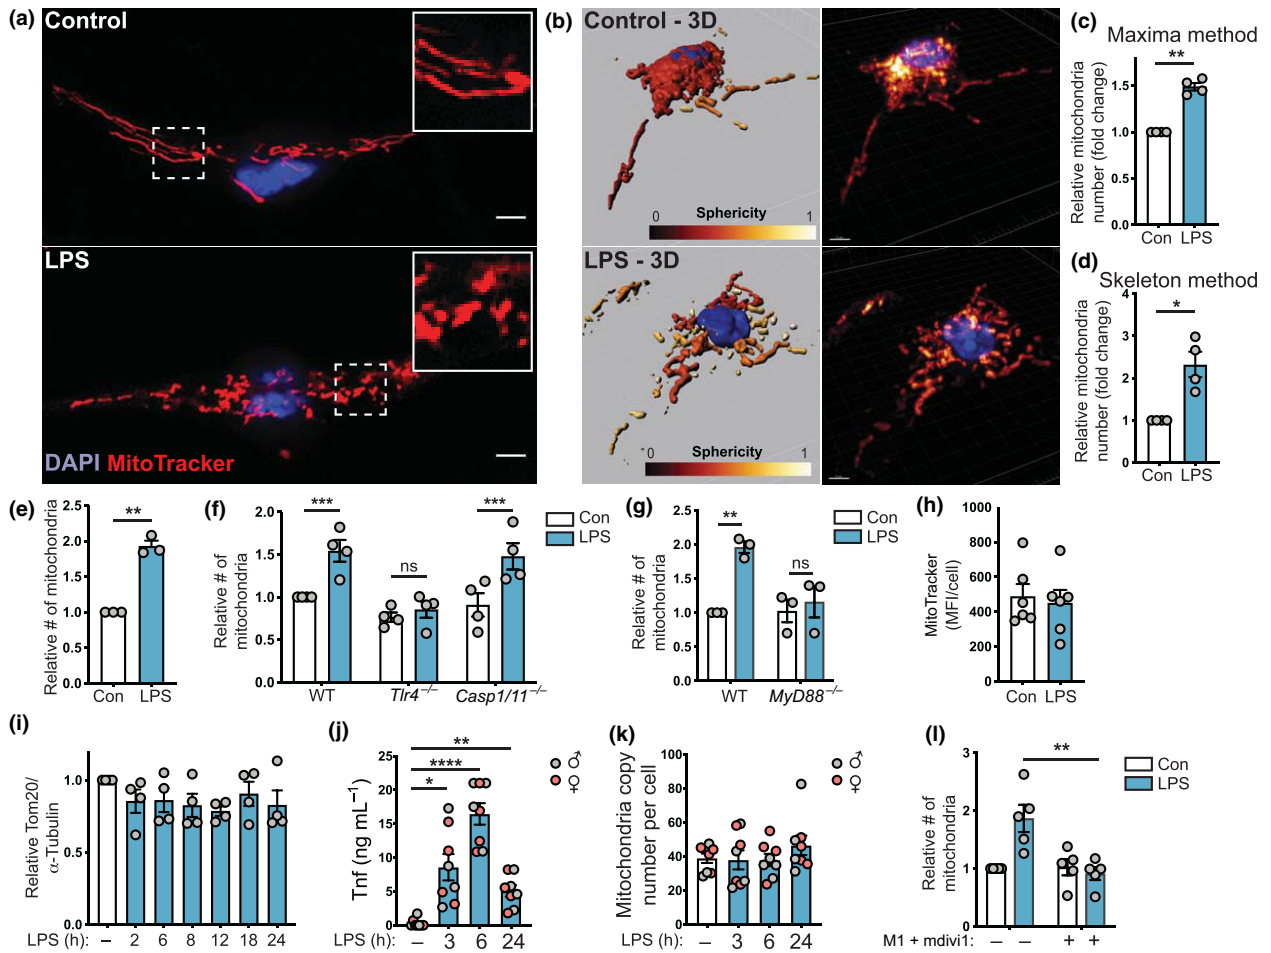 (a)
Control
LPS
DAPI MitoTracker
(b)
Control - 3D
Sphericity
0
1
LPS - 3D
Sphericity
0
1
(c)
Maxima method
**
Relative mitochondria
number (fold change)
1.5
1.0
0.5
0.0
Con LPS
(d)
Skeleton method
*
Relative mitochondria
number (fold change)
4
3
2
1
0
Con LPS
(e)
**
Relative # of mitochondria
2.5
2.0
1.5
1.0
0.5
0.0
Con LPS
(f)
*** ns ***
Relative # of
mitochondria
2.0
1.5
1.0
0.5
0.0
WT Tlr4–/– Casp1/11–/–
Con
LPS
(g)
** ns
Relative # of
mitochondria
2.5
2.0
1.5
1.0
0.5
0.0
WT MyD88–/–
Con
LPS
(h)
MitoTracker
(MFI/cell)
1000
800
600
400
200
0
Con LPS
(i)
Relative Tom20/
α-Tubulin
1.0
0.5
0.0
LPS (h): – 2 6 8 12 18 24
(j)
**
****
*
♂
♀
Tnf (ng mL–1)
25
20
15
10
5
0
LPS (h): – 3 6 24
(k)
♂
♀
Mitochondria copy
number per cell
100
80
60
40
20
0
LPS (h): – 3 6 24
(l)
**
Con
LPS
Relative # of
mitochondria
3
2
1
0
M1 + mdivi1: – – + +